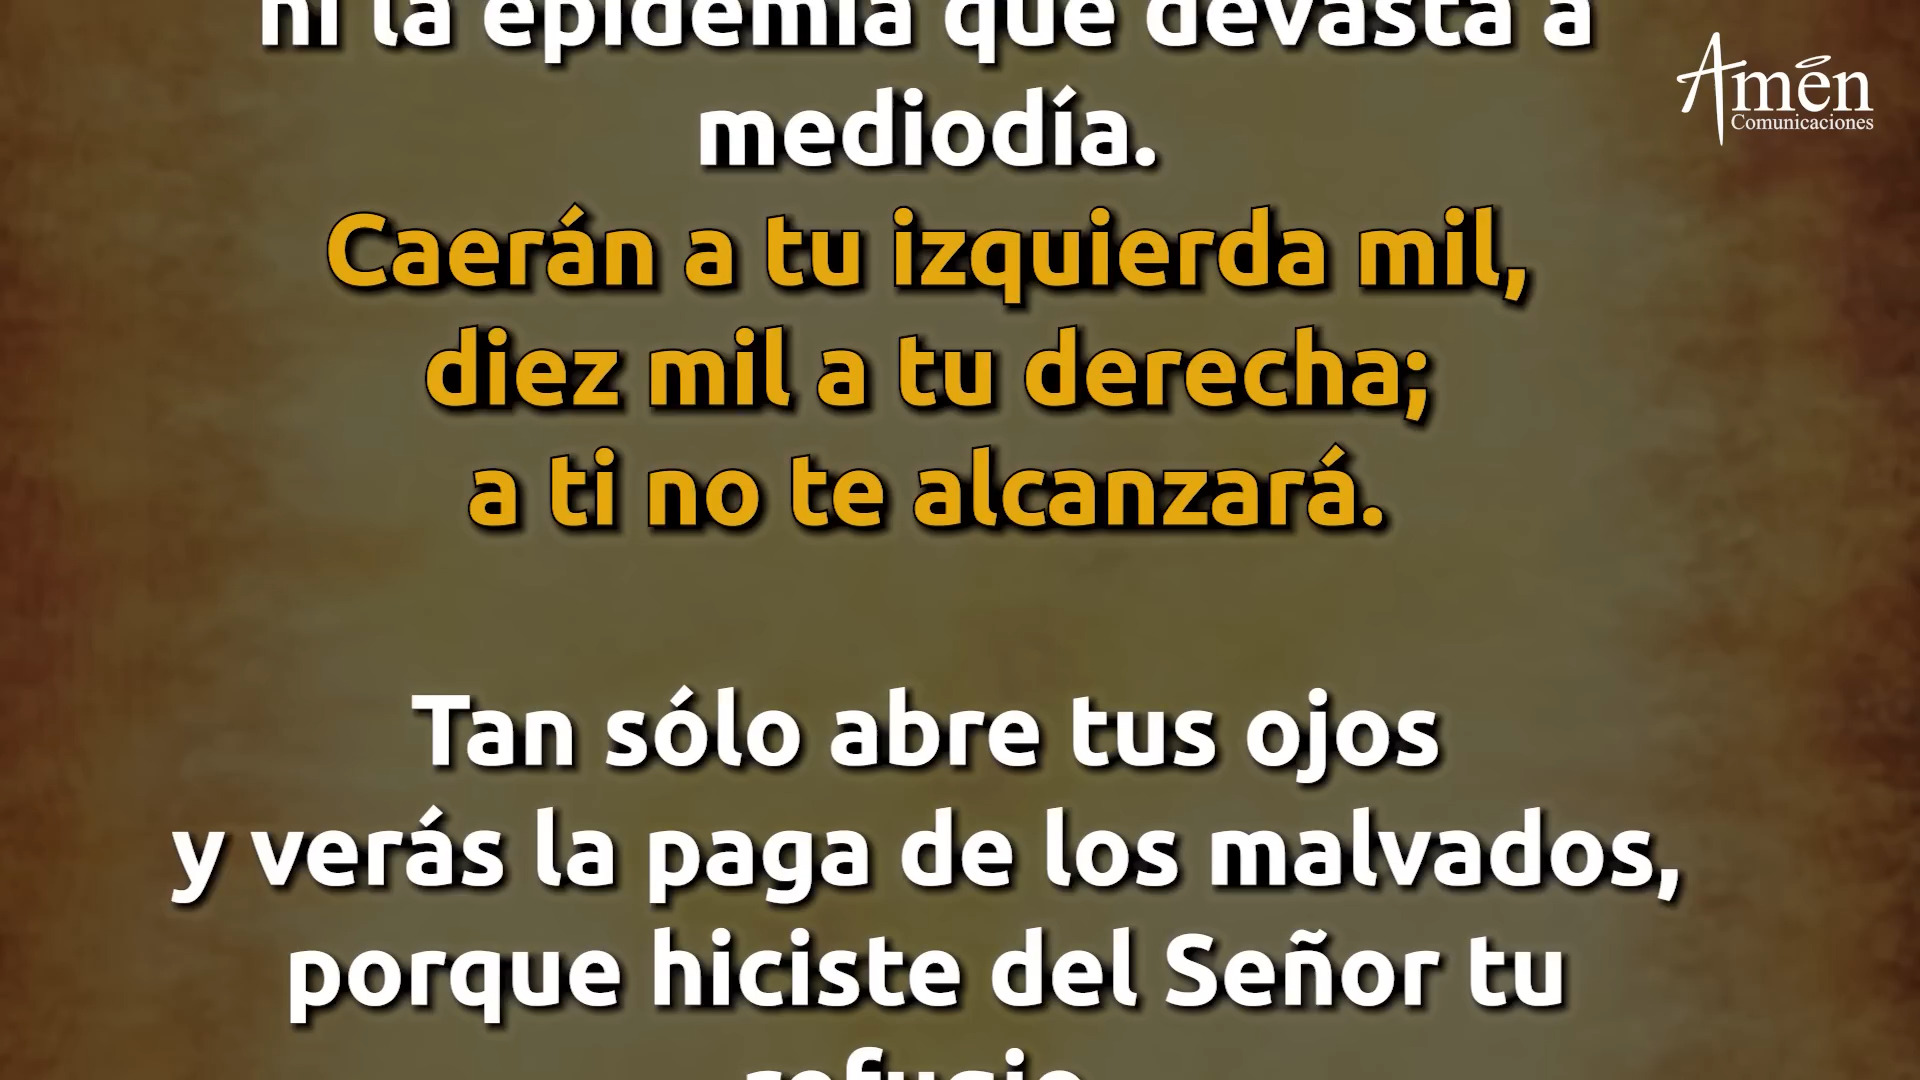 ni la epidemia que devasta a
mediodía.
Caerán a tu izquierda mil,
diez mil a tu derecha;
a ti no te alcanzará.
Tan sólo abre tus ojos
y verás la paga de los malvados,
porque hiciste del Señor tu
refugio
Amén
Comunicaciones